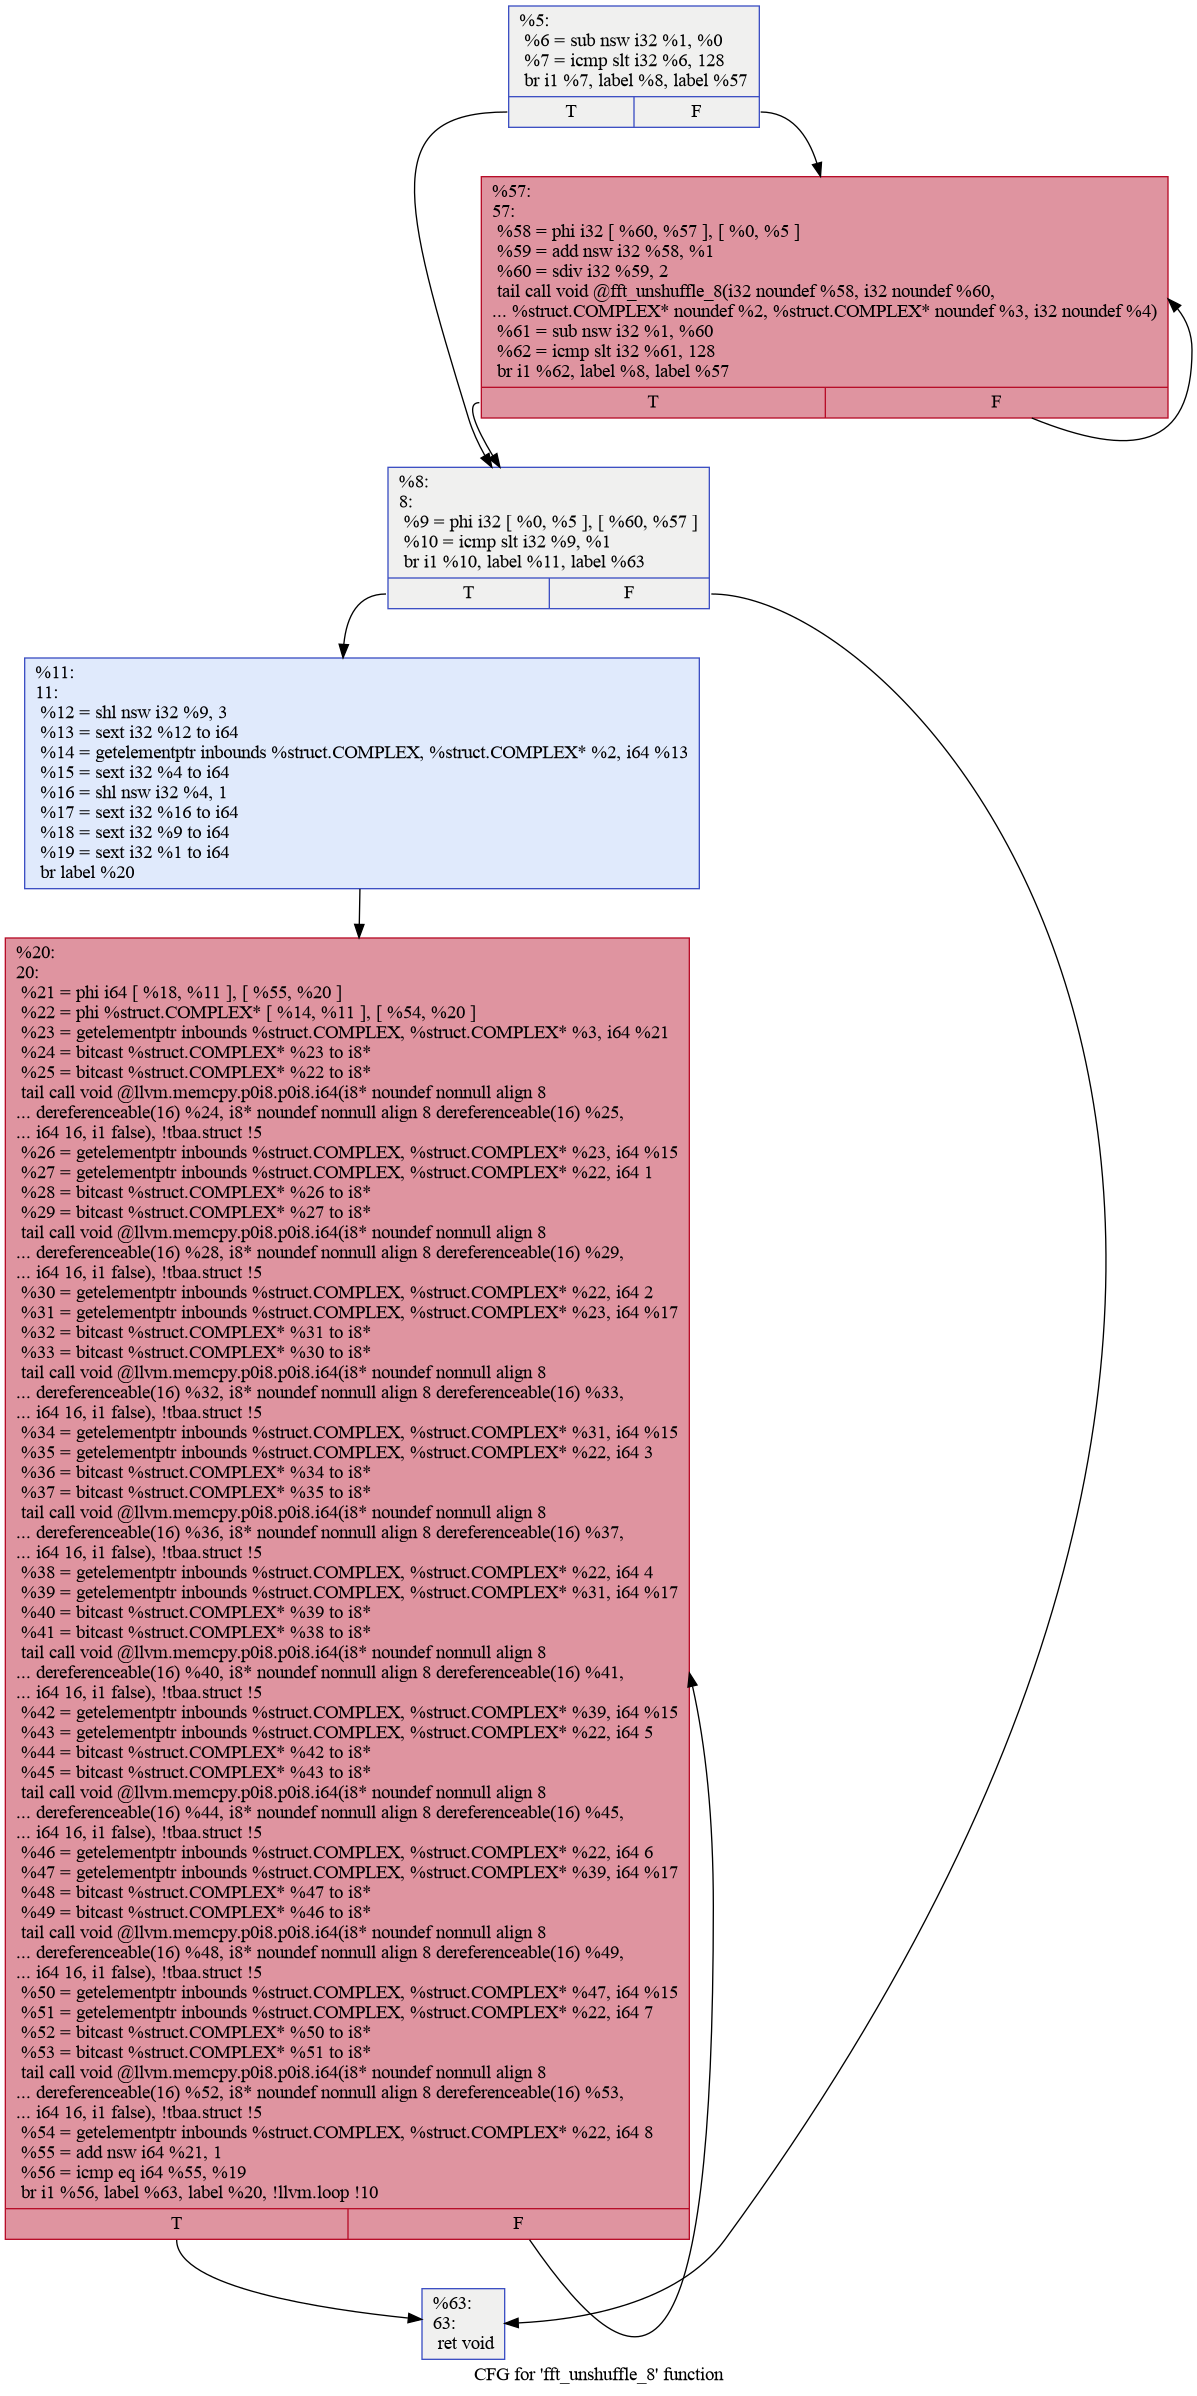 %5:
%6 = sub nsw i32 %1, %0
%7 = icmp slt i32 %6, 128
br i1 %7, label %8, label %57
T F
%57:
57:
%58 = phi i32 [ %60, %57 ], [ %0, %5 ]
%59 = add nsw i32 %58, %1
%60 = sdiv i32 %59, 2
tail call void @fft_unshuffle_8(i32 noundef %58, i32 noundef %60,
... %struct.COMPLEX* noundef %2, %struct.COMPLEX* noundef %3, i32 noundef %4)
%61 = sub nsw i32 %1, %60
%62 = icmp slt i32 %61, 128
br i1 %62, label %8, label %57
T F
%8:
8:
%9 = phi i32 [ %0, %5 ], [ %60, %57 ]
%10 = icmp slt i32 %9, %1
br i1 %10, label %11, label %63
T F
%11:
11:
%12 = shl nsw i32 %9, 3
%13 = sext i32 %12 to i64
%14 = getelementptr inbounds %struct.COMPLEX, %struct.COMPLEX* %2, i64 %13
%15 = sext i32 %4 to i64
%16 = shl nsw i32 %4, 1
%17 = sext i32 %16 to i64
%18 = sext i32 %9 to i64
%19 = sext i32 %1 to i64
br label %20
%20:
20:
%21 = phi i64 [ %18, %11 ], [ %55, %20 ]
%22 = phi %struct.COMPLEX* [ %14, %11 ], [ %54, %20 ]
%23 = getelementptr inbounds %struct.COMPLEX, %struct.COMPLEX* %3, i64 %21
%24 = bitcast %struct.COMPLEX* %23 to i8*
%25 = bitcast %struct.COMPLEX* %22 to i8*
tail call void @llvm.memcpy.p0i8.p0i8.i64(i8* noundef nonnull align 8
... dereferenceable(16) %24, i8* noundef nonnull align 8 dereferenceable(16) %25,
... i64 16, i1 false), !tbaa.struct !5
%26 = getelementptr inbounds %struct.COMPLEX, %struct.COMPLEX* %23, i64 %15
%27 = getelementptr inbounds %struct.COMPLEX, %struct.COMPLEX* %22, i64 1
%28 = bitcast %struct.COMPLEX* %26 to i8*
%29 = bitcast %struct.COMPLEX* %27 to i8*
tail call void @llvm.memcpy.p0i8.p0i8.i64(i8* noundef nonnull align 8
... dereferenceable(16) %28, i8* noundef nonnull align 8 dereferenceable(16) %29,
... i64 16, i1 false), !tbaa.struct !5
%30 = getelementptr inbounds %struct.COMPLEX, %struct.COMPLEX* %22, i64 2
%31 = getelementptr inbounds %struct.COMPLEX, %struct.COMPLEX* %23, i64 %17
%32 = bitcast %struct.COMPLEX* %31 to i8*
%33 = bitcast %struct.COMPLEX* %30 to i8*
tail call void @llvm.memcpy.p0i8.p0i8.i64(i8* noundef nonnull align 8
... dereferenceable(16) %32, i8* noundef nonnull align 8 dereferenceable(16) %33,
... i64 16, i1 false), !tbaa.struct !5
%34 = getelementptr inbounds %struct.COMPLEX, %struct.COMPLEX* %31, i64 %15
%35 = getelementptr inbounds %struct.COMPLEX, %struct.COMPLEX* %22, i64 3
%36 = bitcast %struct.COMPLEX* %34 to i8*
%37 = bitcast %struct.COMPLEX* %35 to i8*
tail call void @llvm.memcpy.p0i8.p0i8.i64(i8* noundef nonnull align 8
... dereferenceable(16) %36, i8* noundef nonnull align 8 dereferenceable(16) %37,
... i64 16, i1 false), !tbaa.struct !5
%38 = getelementptr inbounds %struct.COMPLEX, %struct.COMPLEX* %22, i64 4
%39 = getelementptr inbounds %struct.COMPLEX, %struct.COMPLEX* %31, i64 %17
%40 = bitcast %struct.COMPLEX* %39 to i8*
%41 = bitcast %struct.COMPLEX* %38 to i8*
tail call void @llvm.memcpy.p0i8.p0i8.i64(i8* noundef nonnull align 8
... dereferenceable(16) %40, i8* noundef nonnull align 8 dereferenceable(16) %41,
... i64 16, i1 false), !tbaa.struct !5
%42 = getelementptr inbounds %struct.COMPLEX, %struct.COMPLEX* %39, i64 %15
%43 = getelementptr inbounds %struct.COMPLEX, %struct.COMPLEX* %22, i64 5
%44 = bitcast %struct.COMPLEX* %42 to i8*
%45 = bitcast %struct.COMPLEX* %43 to i8*
tail call void @llvm.memcpy.p0i8.p0i8.i64(i8* noundef nonnull align 8
... dereferenceable(16) %44, i8* noundef nonnull align 8 dereferenceable(16) %45,
... i64 16, i1 false), !tbaa.struct !5
%46 = getelementptr inbounds %struct.COMPLEX, %struct.COMPLEX* %22, i64 6
%47 = getelementptr inbounds %struct.COMPLEX, %struct.COMPLEX* %39, i64 %17
%48 = bitcast %struct.COMPLEX* %47 to i8*
%49 = bitcast %struct.COMPLEX* %46 to i8*
tail call void @llvm.memcpy.p0i8.p0i8.i64(i8* noundef nonnull align 8
... dereferenceable(16) %48, i8* noundef nonnull align 8 dereferenceable(16) %49,
... i64 16, i1 false), !tbaa.struct !5
%50 = getelementptr inbounds %struct.COMPLEX, %struct.COMPLEX* %47, i64 %15
%51 = getelementptr inbounds %struct.COMPLEX, %struct.COMPLEX* %22, i64 7
%52 = bitcast %struct.COMPLEX* %50 to i8*
%53 = bitcast %struct.COMPLEX* %51 to i8*
tail call void @llvm.memcpy.p0i8.p0i8.i64(i8* noundef nonnull align 8
... dereferenceable(16) %52, i8* noundef nonnull align 8 dereferenceable(16) %53,
... i64 16, i1 false), !tbaa.struct !5
%54 = getelementptr inbounds %struct.COMPLEX, %struct.COMPLEX* %22, i64 8
%55 = add nsw i64 %21, 1
%56 = icmp eq i64 %55, %19
br i1 %56, label %63, label %20, !llvm.loop !10
T F
%63:
63:
ret void
CFG for 'fft_unshuffle_8' function